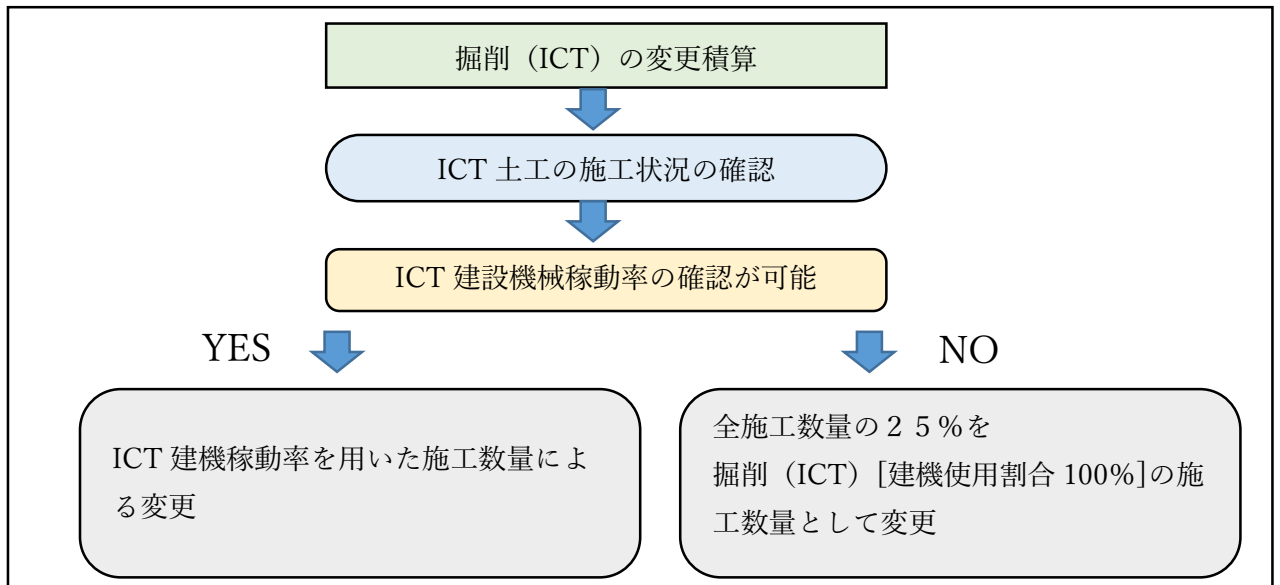 掘削（ICT）の変更積算
ICT 土工の施工状況の確認
ICT 建設機械稼動率の確認が可能
YES
NO
ICT 建機稼動率を用いた施工数量によ
る変更
全施工数量の２５%を
掘削（ICT）[建機使用割合 100%]の施
工数量として変更